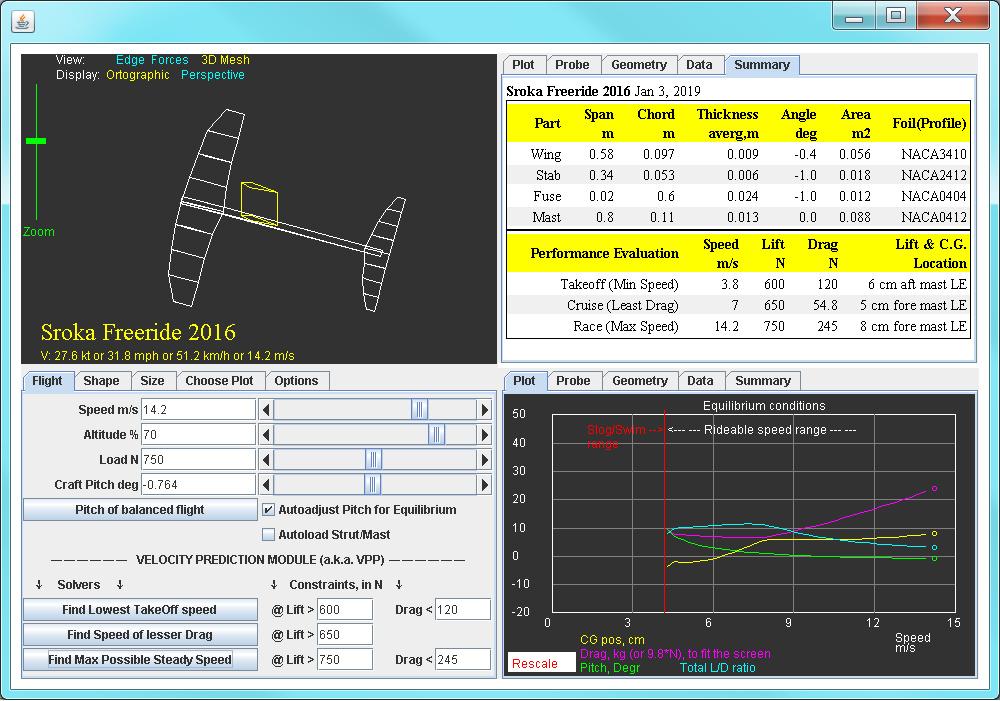 View: Edge Forces 3D Mesh
Display: Ortographic Perspective
Zoom
Sroka Freeride 2016
V: 27.6 kt or 31.8 mph or 51.2 km/h or 14.2 m/s
Plot Probe Geometry Data Summary
Sroka Freeride 2016 Jan 3, 2019
Part Span m Chord m Thickness averg,m Angle deg Area m2 Foil(Profile)
Wing 0.58 0.097 0.009 -0.4 0.056 NACA3410
Stab 0.34 0.053 0.006 -1.0 0.018 NACA2412
Fuse 0.02 0.6 0.024 -1.0 0.012 NACA0404
Mast 0.8 0.11 0.013 0.0 0.088 NACA0412
Performance Evaluation Speed m/s Lift N Drag N Lift & C.G. Location
Takeoff (Min Speed) 3.8 600 120 6 cm aft mast LE
Cruise (Least Drag) 7 650 54.8 5 cm fore mast LE
Race (Max Speed) 14.2 750 245 8 cm fore mast LE
Flight Shape Size Choose Plot Options
Speed m/s 14.2
Altitude % 70
Load N 750
Craft Pitch deg -0.764
Pitch of balanced flight Autoadjust Pitch for Equilibrium
Autoload Strut/Mast
— — — — — — VELOCITY PREDICTION MODULE (a.k.a. VPP) — — — — — —
↓ Solvers ↓ ↓ Constraints, in N ↓
Find Lowest TakeOff speed @ Lift > 600 Drag < 120
Find Speed of lesser Drag @ Lift > 650
Find Max Possible Steady Speed @ Lift > 750 Drag < 245
Plot Probe Geometry Data Summary
Equilibrium conditions
Slog/Swim --> <--- --- Rideable speed range --- ---
range
50
40
30
20
10
0
-10
-20
0 3 6 9 12 15
Speed
m/s
CG pos, cm
Drag, kg (or 9.8*N), to fit the screen
Pitch, Degr Total L/D ratio
Rescale